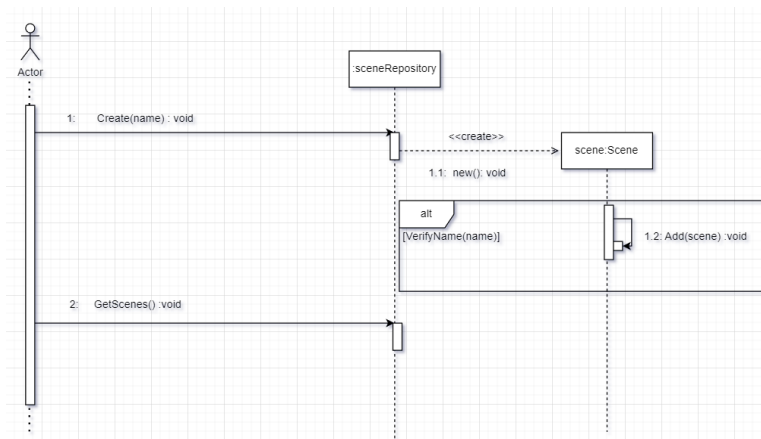 Actor
:sceneRepository
1: Create(name) : void
<<create>>
scene:Scene
1.1: new(): void
alt
[VerifyName(name)]
1.2: Add(scene) :void
2: GetScenes() :void